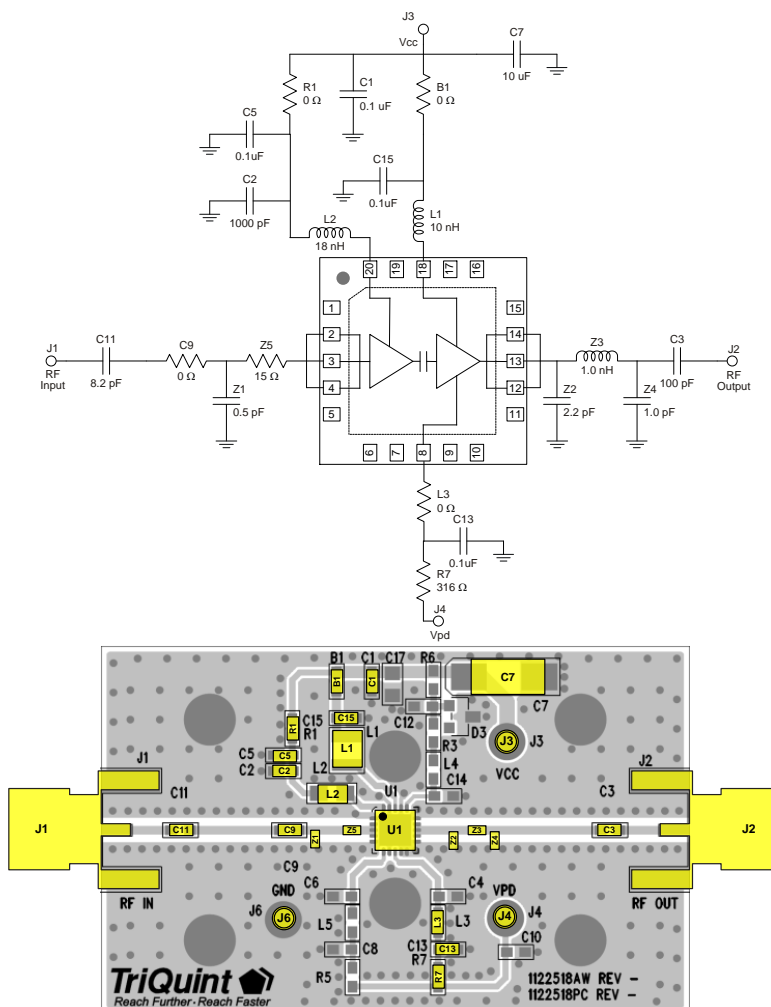 J3
Vcc
C7
10 uF
R1
0 Ω
C1
0.1 uF
B1
0 Ω
C5
0.1uF
C15
0.1uF
C2
1000 pF
L1
10 nH
L2
18 nH
20
19
18
17
16
1
2
3
4
5
15
14
13
12
11
6
7
8
9
10
J1
RF
Input
C11
8.2 pF
C9
0 Ω
Z5
15 Ω
Z1
0.5 pF
Z3
1.0 nH
C3
100 pF
J2
RF
Output
Z2
2.2 pF
Z4
1.0 pF
L3
0 Ω
C13
0.1uF
R7
316 Ω
J4
Vpd
B1
C1
C17
R6
B1
C1
C7
C7
C15
C15
R1
R1
L1
L1
C12
D3
R3
J3
J3
VCC
C5
C5
C2
C2
L2
L2
L4
C14
U1
U1
J1
C11
C11
J1
C9
C9
Z1
Z5
Z2
Z3
Z4
J2
C3
C3
J2
RF IN
GND
J6
J6
C6
L5
C8
R5
C4
L3
L3
C13
C13
R7
R7
VPD
J4
J4
C10
RF OUT
TriQuint
Reach Further·Reach Faster
1122518AW REV -
1122518PC REV -